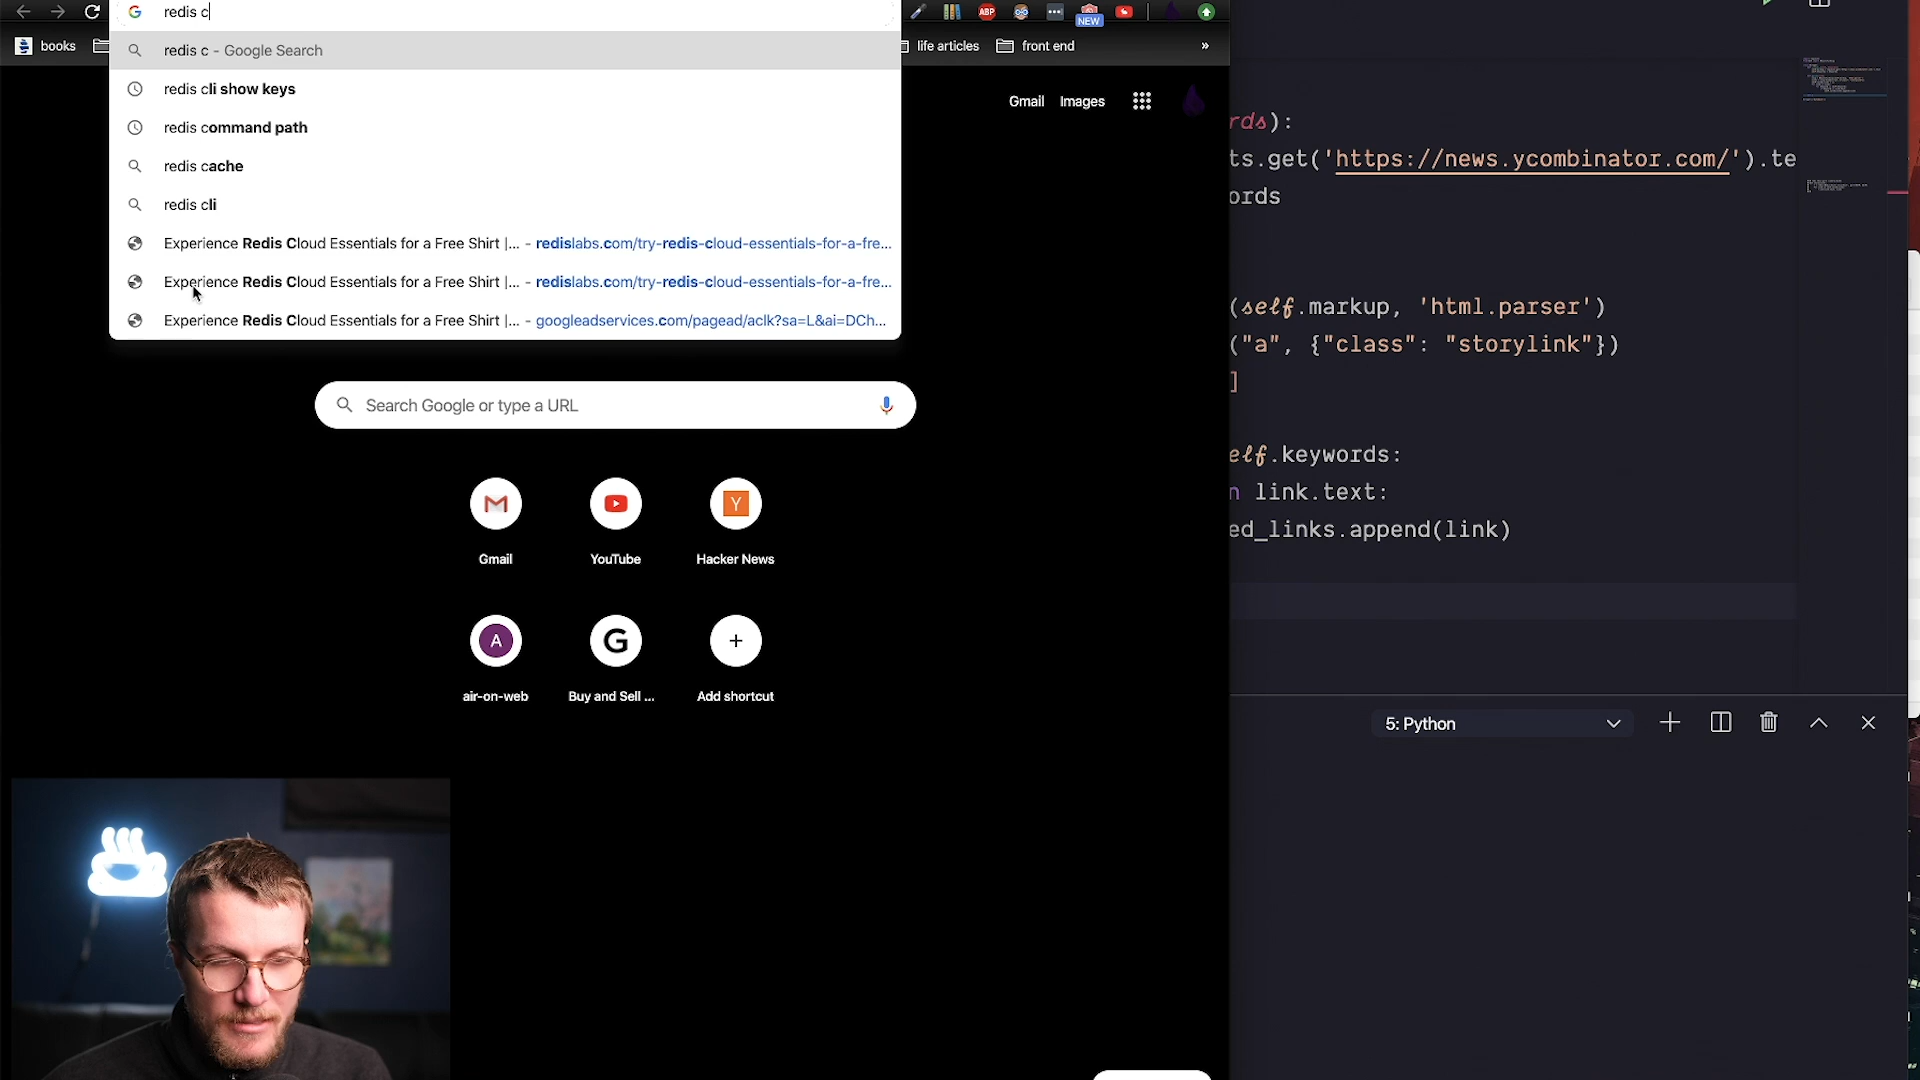 redis c
ABP
NEW
books
life articles
front end
»
redis c - Google Search
redis cli show keys
redis command path
redis cache
redis cli
Experience Redis Cloud Essentials for a Free Shirt |... - redislabs.com/try-redis-cloud-essentials-for-a-fre...
Experience Redis Cloud Essentials for a Free Shirt |... - redislabs.com/try-redis-cloud-essentials-for-a-fre...
Experience Redis Cloud Essentials for a Free Shirt |... - googleadservices.com/pagead/aclk?sa=L&ai=DCh...
Gmail Images
Search Google or type a URL
Y
Gmail
YouTube
Hacker News
A
G
air-on-web
Buy and Sell ...
Add shortcut
rds):
ts.get('https://news.ycombinator.com/').te
ords
(self.markup, 'html.parser')
("a", {"class": "storylink"})
]
elf.keywords:
n link.text:
ed_links.append(link)
5: Python